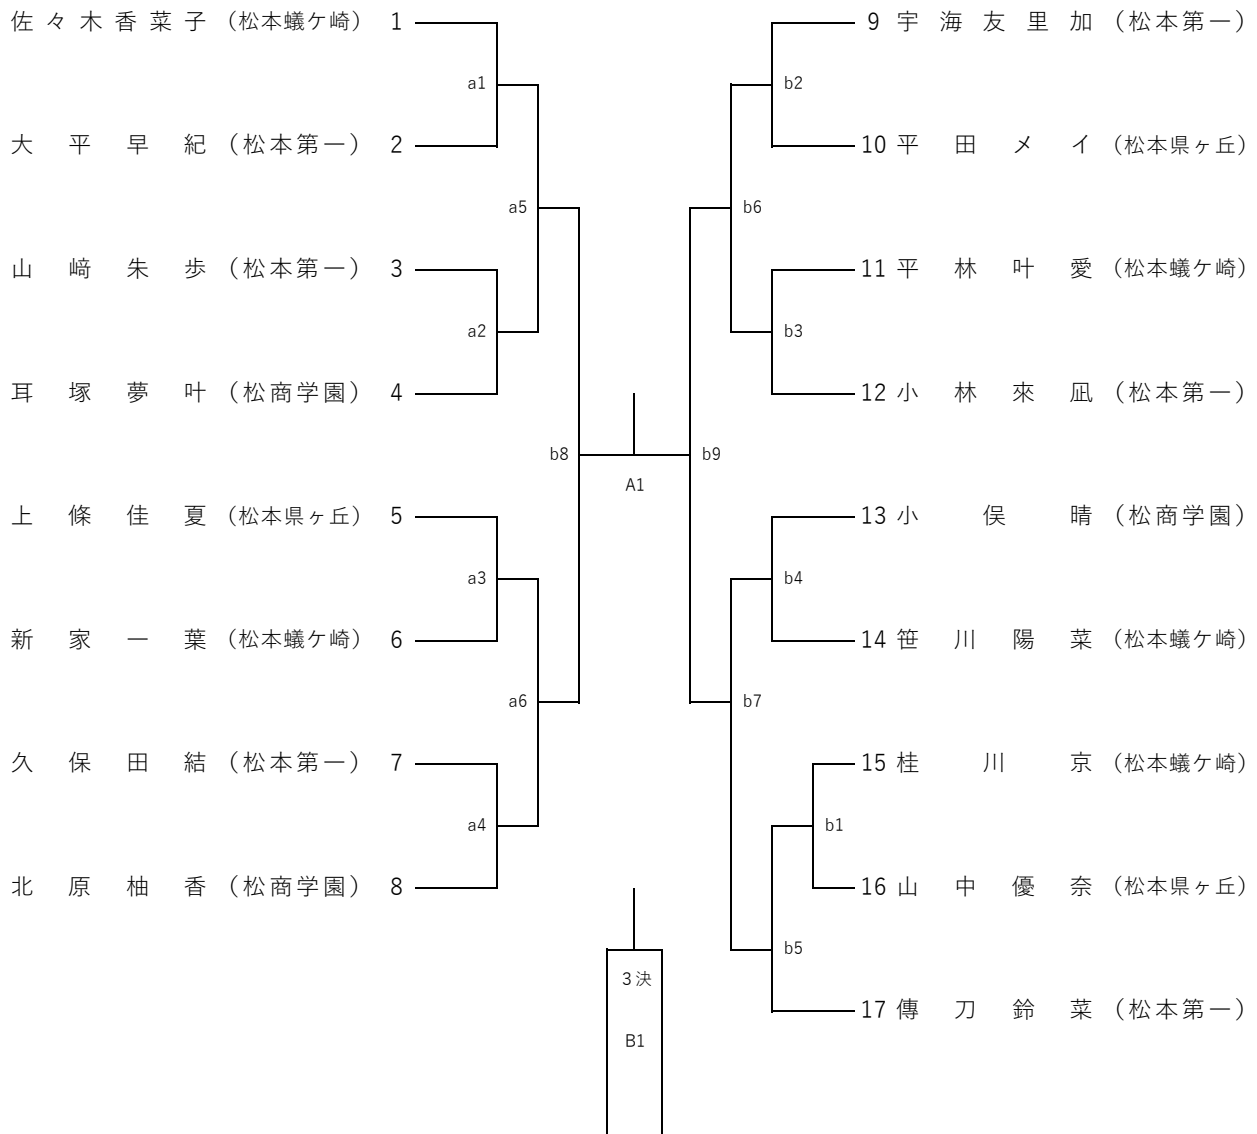 佐々木香菜子 (松本蟻ケ崎) 1
a1
大平早紀 (松本第一) 2
a5
山﨑朱歩 (松本第一) 3
a2
耳塚夢叶 (松商学園) 4
b8
上條佳夏 (松本県ヶ丘) 5
a3
新家一葉 (松本蟻ケ崎) 6
a6
久保田結 (松本第一) 7
a4
北原柚香 (松商学園) 8
A1
3決
B1
9 宇海友里加 (松本第一)
b2
10 平田メイ (松本県ヶ丘)
b6
11 平林叶愛 (松本蟻ケ崎)
b3
12 小林來凪 (松本第一)
b9
13 小俣晴 (松商学園)
b4
14 笹川陽菜 (松本蟻ケ崎)
b7
15 桂川京 (松本蟻ケ崎)
b1
16 山中優奈 (松本県ヶ丘)
b5
17 傳刀鈴菜 (松本第一)